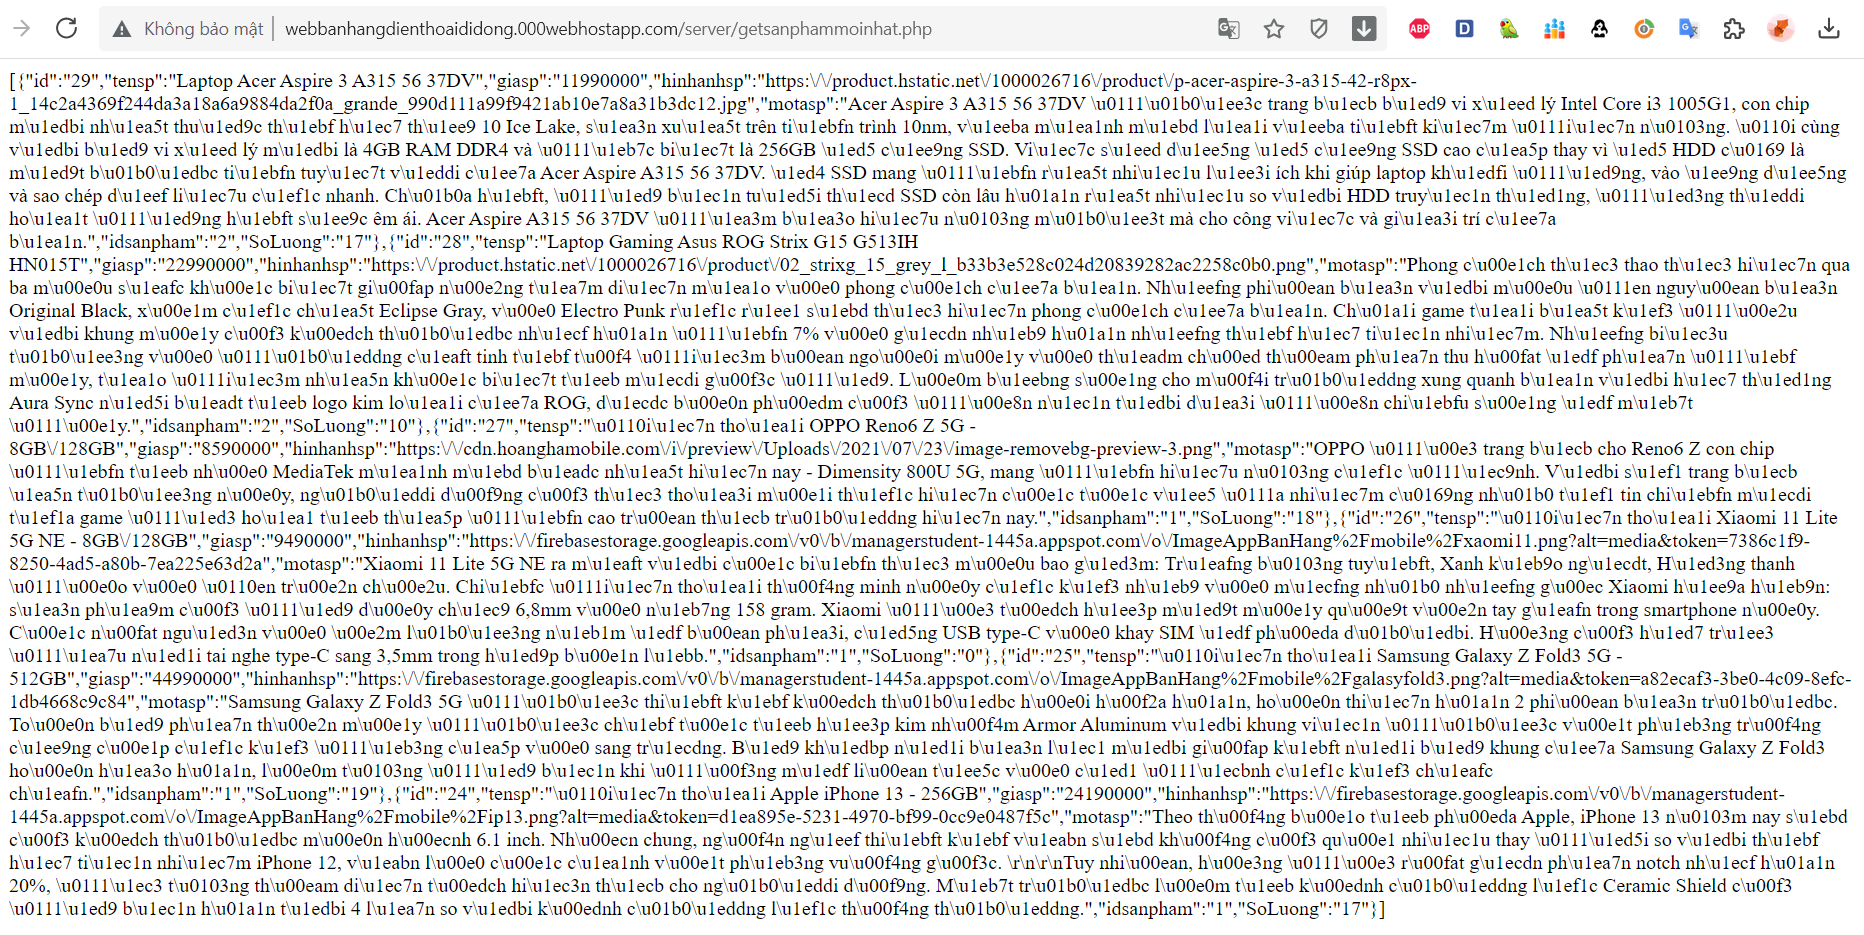 Không bảo mật | webbanhangdienthoaididong.000webhostapp.com/server/getsanphammoinhat.php
ABP D
[{"id":"29","tensp":"Laptop Acer Aspire 3 A315 56 37DV","giasp":"11990000","hinhanhsp":"https:\/\/product.hstatic.net\/1000026716\/product\/p-acer-aspire-3-a315-42-r8px-
1_14c2a4369f244da3a18a6a9884da2f0a_grande_990d111a99f9421ab10e7a8a31b3dc12.jpg","motasp":"Acer Aspire 3 A315 56 37DV \u0111\u01b0\u1ee3c trang b\u1ecb b\u1ed9 vi x\u1eed lý Intel Core i3 1005G1, con chip
m\u1edbi nh\u1ea5t thu\u1ed9c th\u1ebf h\u1ec7 th\u1ee9 10 Ice Lake, s\u1ea3n xu\u1ea5t trên ti\u1ebfn trình 10nm, v\u1eeba m\u1ea1nh m\u1ebd l\u1ea1i v\u1eeba ti\u1ebft ki\u1ec7m \u0111i\u1ec7n n\u0103ng. \u0110i cùng
v\u1edbi b\u1ed9 vi x\u1eed lý m\u1edbi là 4GB RAM DDR4 và \u0111\u1eb7c bi\u1ec7t là 256GB \u1ed5 c\u1ee9ng SSD. Vi\u1ec7c s\u1eed d\u1ee5ng \u1ed5 c\u1ee9ng SSD cao c\u1ea5p thay vì \u1ed5 HDD c\u0169 là
m\u1ed9t b\u01b0\u1edbc ti\u1ebfn tuy\u1ec7t v\u1eddi c\u1ee7a Acer Aspire A315 56 37DV. \u1ed4 SSD mang \u0111\u1ebfn r\u1ea5t nhi\u1ec1u l\u1ee3i ích khi giúp laptop kh\u1edfi \u0111\u1ed9ng, vào \u1ee9ng d\u1ee5ng
và sao chép d\u1eef li\u1ec7u c\u1ef1c nhanh. Ch\u01b0a h\u1ebft, \u0111\u1ed9 b\u1ec1n tu\u1ed5i th\u1ecd SSD còn lâu h\u01a1n r\u1ea5t nhi\u1ec1u so v\u1edbi HDD truy\u1ec1n th\u1ed1ng, \u0111\u1ed3ng th\u1eddi
ho\u1ea1t \u0111\u1ed9ng h\u1ebft s\u1ee9c êm ái. Acer Aspire A315 56 37DV \u0111\u1ea3m b\u1ea3o hi\u1ec7u n\u0103ng m\u01b0\u1ee3t mà cho công vi\u1ec7c và gi\u1ea3i trí c\u1ee7a
b\u1ea1n.","idsanpham":"2","SoLuong":"17"},{"id":"28","tensp":"Laptop Gaming Asus ROG Strix G15 G513IH
HN015T","giasp":"22990000","hinhanhsp":"https:\/\/product.hstatic.net\/1000026716\/product\/02_strixg_15_grey_l_b33b3e528c024d20839282ac2258c0b0.png","motasp":"Phong c\u00e1ch th\u1ec3 thao th\u1ec3 hi\u1ec7n qua
ba m\u00e0u s\u1eafc kh\u00e1c bi\u1ec7t gi\u00fap n\u00e2ng t\u1ea7m di\u1ec7n m\u1ea1o v\u00e0 phong c\u00e1ch c\u1ee7a b\u1ea1n. Nh\u1eefng phi\u00ean b\u1ea3n v\u1edbi m\u00e0u \u0111en nguy\u00ean b\u1ea3n
Original Black, x\u00e1m c\u1ef1c ch\u1ea5t Eclipse Gray, v\u00e0 Electro Punk r\u1ef1c r\u1ee1 s\u1ebd th\u1ec3 hi\u1ec7n phong c\u00e1ch c\u1ee7a b\u1ea1n. Ch\u01a1i game t\u1ea1i b\u1ea5t k\u1ef3 \u0111\u00e2u
v\u1edbi khung m\u00e1y c\u00f3 k\u00edch th\u01b0\u1edbc nh\u1ecf h\u01a1n \u0111\u1ebfn 7% v\u00e0 g\u1ecdn nh\u1eb9 h\u01a1n nh\u1eefng th\u1ebf h\u1ec7 ti\u1ec1n nhi\u1ec7m. Nh\u1eefng bi\u1ec3u
t\u01b0\u1ee3ng v\u00e0 \u0111\u01b0\u1eddng c\u1eaft tinh t\u1ebf t\u00f4 \u0111i\u1ec3m b\u00ean ngo\u00e0i m\u00e1y v\u00e0 th\u1eadm ch\u00ed th\u00eam ph\u1ea7n thu h\u00fat \u1edf ph\u1ea7n \u0111\u1ebf
m\u00e1y, t\u1ea1o \u0111i\u1ec3m nh\u1ea5n kh\u00e1c bi\u1ec7t t\u1eeb m\u1ecdi g\u00f3c \u0111\u1ed9. L\u00e0m b\u1eebng s\u00e1ng cho m\u00f4i tr\u01b0\u1eddng xung quanh b\u1ea1n v\u1edbi h\u1ec7 th\u1ed1ng
Aura Sync n\u1ed5i b\u1eadt t\u1eeb logo kim lo\u1ea1i c\u1ee7a ROG, d\u1ecdc b\u00e0n ph\u00edm c\u00f3 \u0111\u00e8n n\u1ec1n t\u1edbi d\u1ea3i \u0111\u00e8n chi\u1ebfu s\u00e1ng \u1edf m\u1eb7t
\u0111\u00e1y.","idsanpham":"2","SoLuong":"10"},{"id":"27","tensp":"\u0110i\u1ec7n tho\u1ea1i OPPO Reno6 Z 5G -
8GB\/128GB","giasp":"8590000","hinhanhsp":"https:\/\/cdn.hoanghamobile.com\/i\/preview\/Uploads\/2021\/07\/23\/image-removebg-preview-3.png","motasp":"OPPO \u0111\u00e3 trang b\u1ecb cho Reno6 Z con chip
\u0111\u1ebfn t\u1eeb nh\u00e0 MediaTek m\u1ea1nh m\u1ebd b\u1eadc nh\u1ea5t hi\u1ec7n nay - Dimensity 800U 5G, mang \u0111\u1ebfn hi\u1ec7u n\u0103ng c\u1ef1c \u0111\u1ec9nh. V\u1edbi s\u1ef1 trang b\u1ecb
\u1ea5n t\u01b0\u1ee3ng n\u00e0y, ng\u01b0\u1eddi d\u00f9ng c\u00f3 th\u1ec3 tho\u1ea3i m\u00e1i th\u1ef1c hi\u1ec7n c\u00e1c t\u00e1c v\u1ee5 \u0111a nhi\u1ec7m c\u0169ng nh\u01b0 t\u1ef1 tin chi\u1ebfn m\u1ecdi
t\u1ef1a game \u0111\u1ed3 ho\u1ea1 t\u1eeb th\u1ea5p \u0111\u1ebfn cao tr\u00ean th\u1ecb tr\u01b0\u1eddng hi\u1ec7n nay.","idsanpham":"1","SoLuong":"18"},{"id":"26","tensp":"\u0110i\u1ec7n tho\u1ea1i Xiaomi 11 Lite
5G NE - 8GB\/128GB","giasp":"9490000","hinhanhsp":"https:\/\/firebasestorage.googleapis.com\/v0\/b\/managerstudent-1445a.appspot.com\/o\/ImageAppBanHang%2Fmobile%2Fxaomi11.png?alt=media&token=7386c1f9-
8250-4ad5-a80b-7ea225e63d2a","motasp":"Xiaomi 11 Lite 5G NE ra m\u1eaft v\u1edbi c\u00e1c bi\u1ebfn th\u1ec3 m\u00e0u bao g\u1ed3m: Tr\u1eafng b\u0103ng tuy\u1ebft, Xanh k\u1eb9o ng\u1ecdt, H\u1ed3ng thanh
\u0111\u00e0o v\u00e0 \u0110en tr\u00e2n ch\u00e2u. Chi\u1ebfc \u0111i\u1ec7n tho\u1ea1i th\u00f4ng minh n\u00e0y c\u1ef1c k\u1ef3 nh\u1eb9 v\u00e0 m\u1ecfng nh\u01b0 nh\u1eefng g\u00ec Xiaomi h\u1ee9a h\u1eb9n:
s\u1ea3n ph\u1ea9m c\u00f3 \u0111\u1ed9 d\u00e0y ch\u1ec9 6,8mm v\u00e0 n\u1eb7ng 158 gram. Xiaomi \u0111\u00e3 t\u00edch h\u1ee3p m\u1ed9t m\u00e1y qu\u00e9t v\u00e2n tay g\u1eafn trong smartphone n\u00e0y.
C\u00e1c n\u00fat ngu\u1ed3n v\u00e0 \u00e2m l\u01b0\u1ee3ng n\u1eb1m \u1edf b\u00ean ph\u1ea3i, c\u1ed5ng USB type-C v\u00e0 khay SIM \u1edf ph\u00eda d\u01b0\u1edbi. H\u00e3ng c\u00f3 h\u1ed7 tr\u1ee3
\u0111\u1ea7u n\u1ed1i tai nghe type-C sang 3,5mm trong h\u1ed9p b\u00e1n l\u1ebb.","idsanpham":"1","SoLuong":"0"},{"id":"25","tensp":"\u0110i\u1ec7n tho\u1ea1i Samsung Galaxy Z Fold3 5G -
512GB","giasp":"44990000","hinhanhsp":"https:\/\/firebasestorage.googleapis.com\/v0\/b\/managerstudent-1445a.appspot.com\/o\/ImageAppBanHang%2Fmobile%2Fgalasyfold3.png?alt=media&token=a82ecaf3-3be0-4c09-8efc-
1db4668c9c84","motasp":"Samsung Galaxy Z Fold3 5G \u0111\u01b0\u1ee3c thi\u1ebft k\u1ebf k\u00edch th\u01b0\u1edbc h\u00e0i h\u00f2a h\u01a1n, ho\u00e0n thi\u1ec7n h\u01a1n 2 phi\u00ean b\u1ea3n tr\u01b0\u1edbc.
To\u00e0n b\u1ed9 ph\u1ea7n th\u00e2n m\u00e1y \u0111\u01b0\u1ee3c ch\u1ebf t\u00e1c t\u1eeb h\u1ee3p kim nh\u00f4m Armor Aluminum v\u1edbi khung vi\u1ec1n \u0111\u01b0\u1ee3c v\u00e1t ph\u1eb3ng tr\u00f4ng
c\u1ee9ng c\u00e1p c\u1ef1c k\u1ef3 \u0111\u1eb3ng c\u1ea5p v\u00e0 sang tr\u1ecdng. B\u1ed9 kh\u1edbp n\u1ed1i b\u1ea3n l\u1ec1 m\u1edbi gi\u00fap k\u1ebft n\u1ed1i b\u1ed9 khung c\u1ee7a Samsung Galaxy Z Fold3
ho\u00e0n h\u1ea3o h\u01a1n, l\u00e0m t\u0103ng \u0111\u1ed9 b\u1ec1n khi \u0111\u00f3ng m\u1edf li\u00ean t\u1ee5c v\u00e0 c\u1ed1 \u0111\u1ecbnh c\u1ef1c k\u1ef3 ch\u1eafc
ch\u1eafn.","idsanpham":"1","SoLuong":"19"},{"id":"24","tensp":"\u0110i\u1ec7n tho\u1ea1i Apple iPhone 13 - 256GB","giasp":"24190000","hinhanhsp":"https:\/\/firebasestorage.googleapis.com\/v0\/b\/managerstudent-
1445a.appspot.com\/o\/ImageAppBanHang%2Fmobile%2Fip13.png?alt=media&token=d1ea895e-5231-4970-bf99-0cc9e0487f5c","motasp":"Theo th\u00f4ng b\u00e1o t\u1eeb ph\u00eda Apple, iPhone 13 n\u0103m nay s\u1ebd
c\u00f3 k\u00edch th\u01b0\u1edbc m\u00e0n h\u00ecnh 6.1 inch. Nh\u00ecn chung, ng\u00f4n ng\u1eef thi\u1ebft k\u1ebf v\u1eabn s\u1ebd kh\u00f4ng c\u00f3 qu\u00e1 nhi\u1ec1u thay \u0111\u1ed5i so v\u1edbi th\u1ebf
h\u1ec7 ti\u1ec1n nhi\u1ec7m iPhone 12, v\u1eabn l\u00e0 c\u00e1c c\u1ea1nh v\u00e1t ph\u1eb3ng vu\u00f4ng g\u00f3c. \r\n\r\nTuy nhi\u00ean, h\u00e3ng \u0111\u00e3 r\u00fat g\u1ecdn ph\u1ea7n notch nh\u1ecf h\u01a1n
20%, \u0111\u1ec3 t\u0103ng th\u00eam di\u1ec7n t\u00edch hi\u1ec3n th\u1ecb cho ng\u01b0\u1eddi d\u00f9ng. M\u1eb7t tr\u01b0\u1edbc l\u00e0m t\u1eeb k\u00ednh c\u01b0\u1eddng l\u1ef1c Ceramic Shield c\u00f3
\u0111\u1ed9 b\u1ec1n h\u01a1n t\u1edbi 4 l\u1ea7n so v\u1edbi k\u00ednh c\u01b0\u1eddng l\u1ef1c th\u00f4ng th\u01b0\u1eddng.","idsanpham":"1","SoLuong":"17"}]